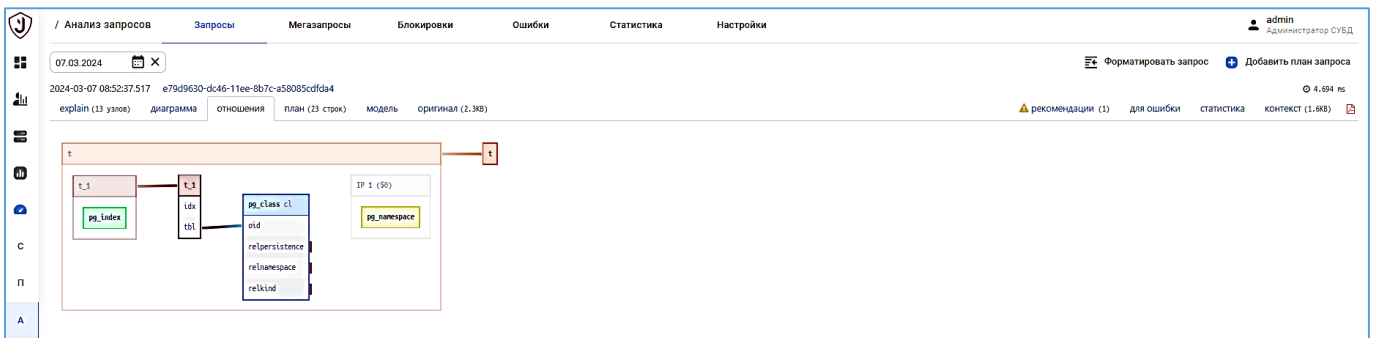 / Анализ запросов Запросы Мегазапросы Блокировки Ошибки Статистика Настройки admin
Администратор СУБД
07.03.2024 Форматировать запрос Добавить план запроса
2024-03-07 08:52:37.517 e79d9630-dc46-11ee-8b7c-a58085cdfda4 4.694 ms
explain (13 узлов) диаграмма отношения план (23 строк) модель оригинал (2.3KB) рекомендации (1) для ошибки статистика контекст (1.6KB)
t t
t_1 t_1 IP 1 ($0)
idx pg_class cl
pg_index pg_namespace
tbl oid
relpersistence
relnamespace
relkind
С
П
А